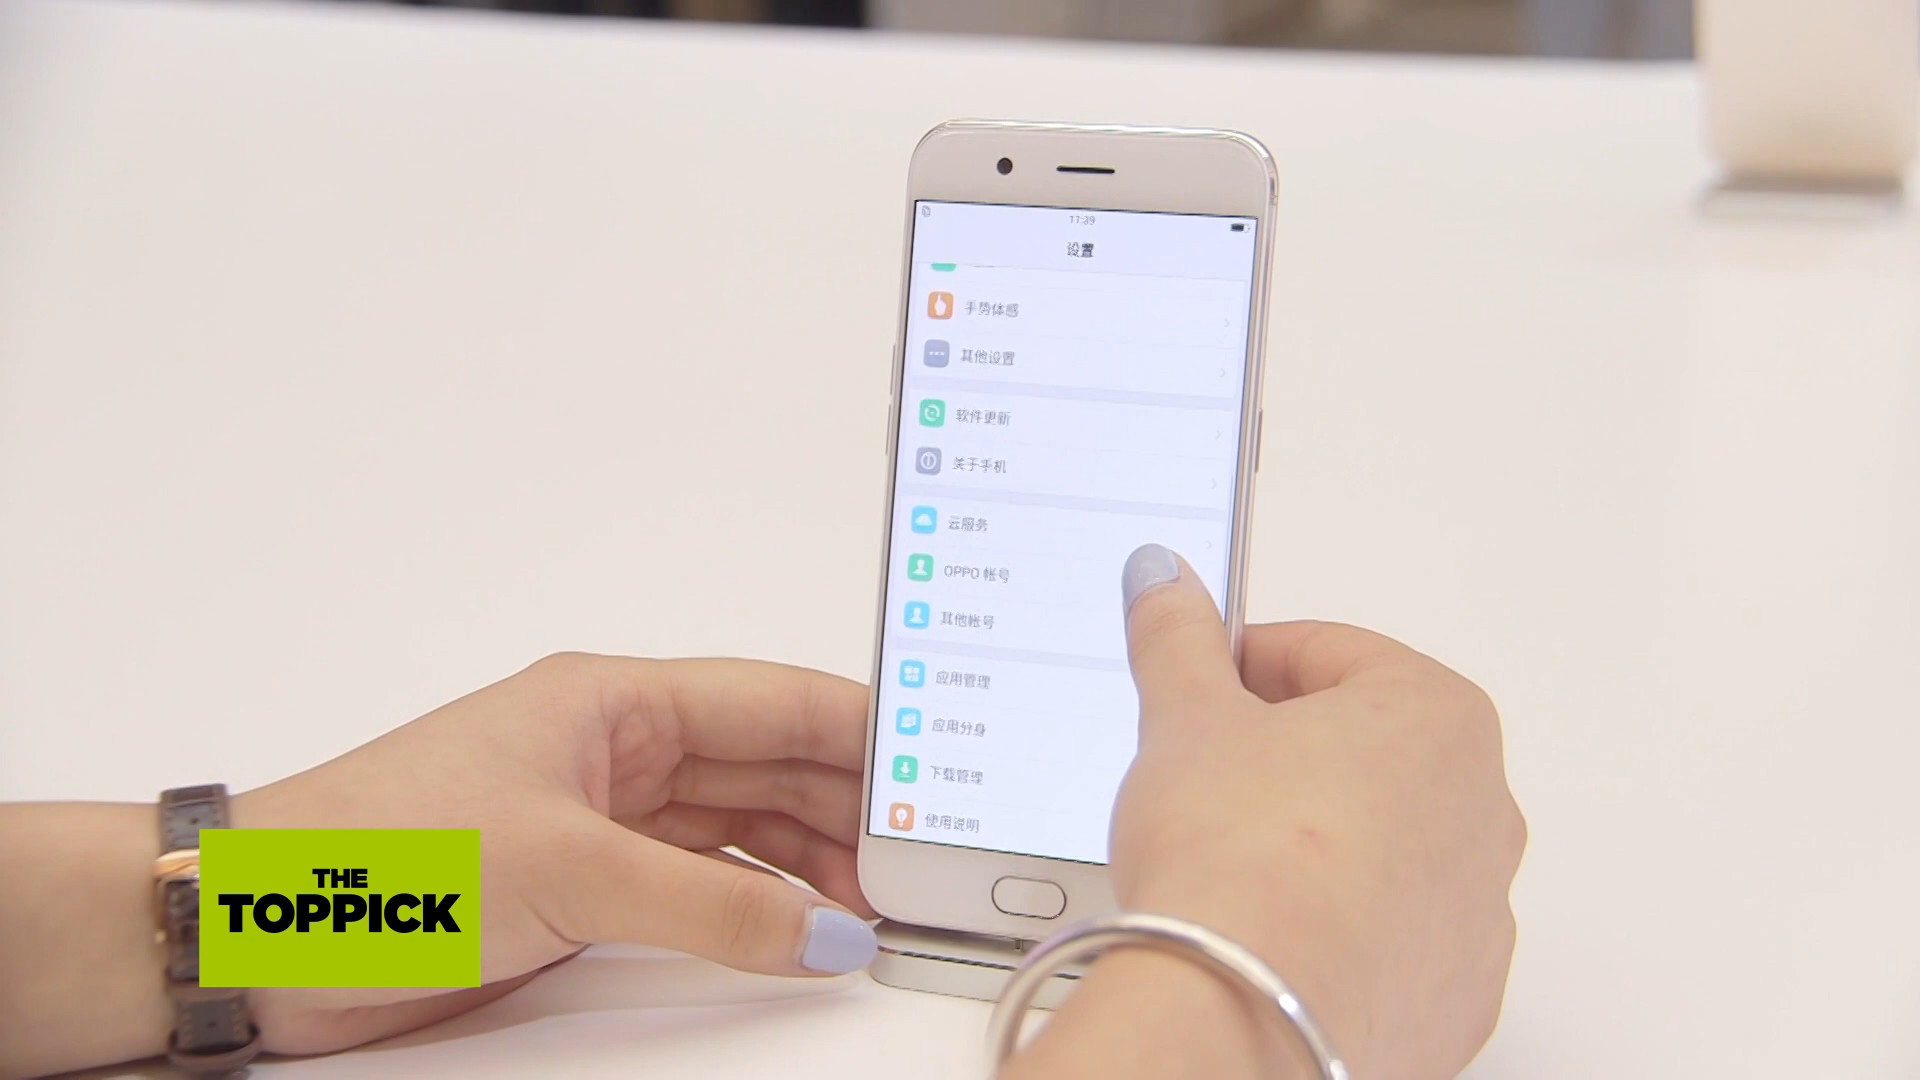 11:39
设置
手势体感
其他设置
软件更新
关于手机
云服务
OPPO 帐号
其他帐号
应用管理
应用分身
下载管理
使用说明
THE
TOPPICK